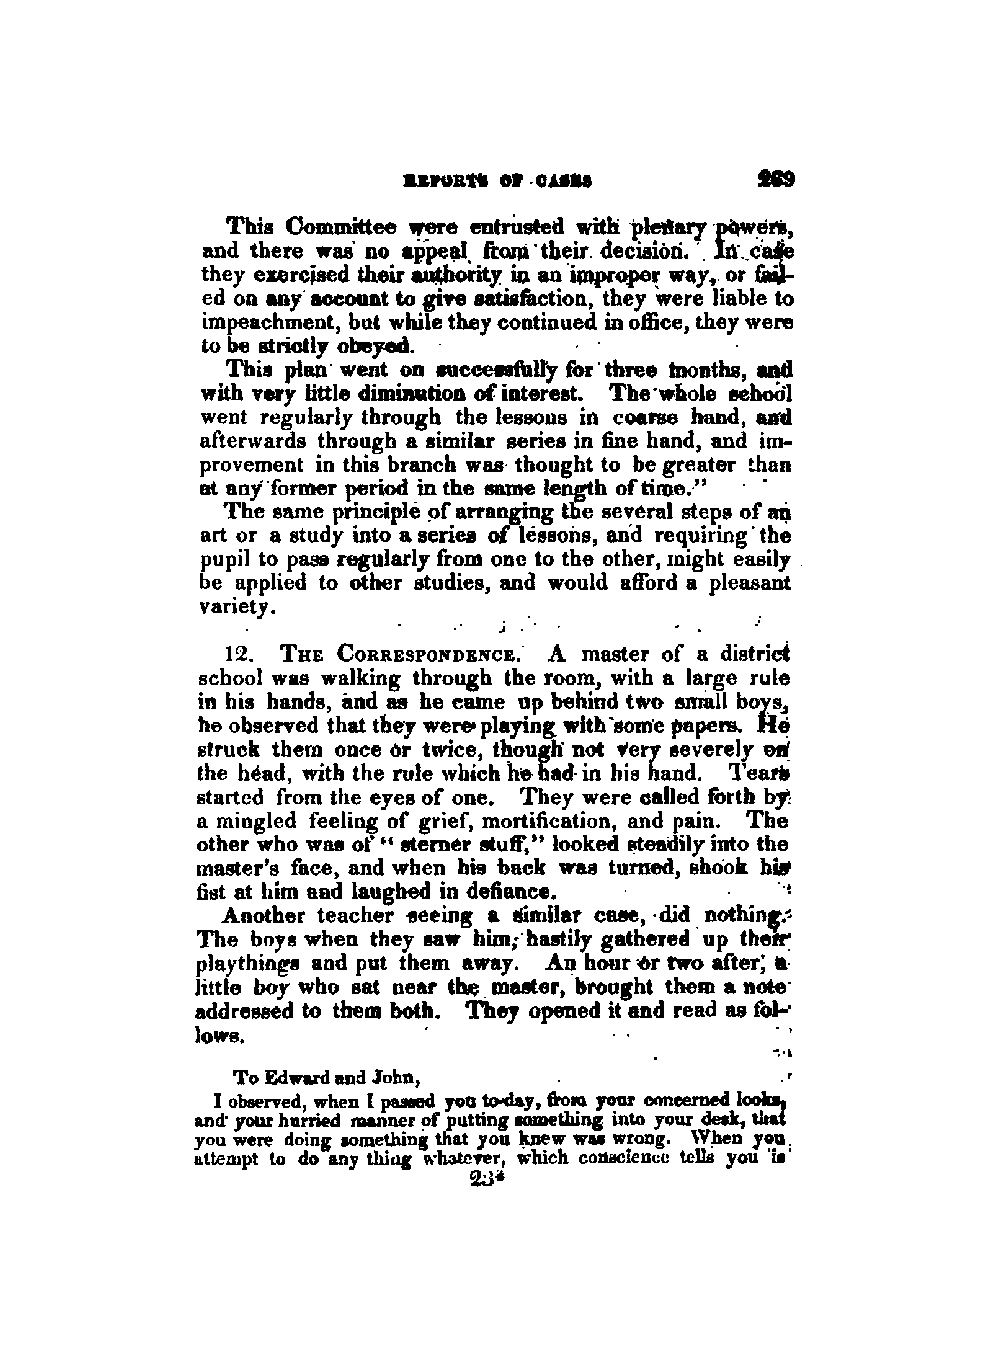 REPORTS OF CASES 269
This Committee were entrusted with plenary powers,
and there was no appeal from their decision. In case
they exercised their authority in an improper way, or fail-
ed on any account to give satisfaction, they were liable to
impeachment, but while they continued in office, they were
to be strictly obeyed.
This plan went on successfully for three months, and
with very little diminution of interest. The whole school
went regularly through the lessons in coarse hand, and
afterwards through a similar series in fine hand, and im-
provement in this branch was thought to be greater than
at any former period in the same length of time."
The same principle of arranging the several steps of an
art or a study into a series of lessons, and requiring the
pupil to pass regularly from one to the other, might easily
be applied to other studies, and would afford a pleasant
variety.
12. THE CORRESPONDENCE. A master of a district
school was walking through the room, with a large rule
in his hands, and as he came up behind two small boys,
he observed that they were playing with some papers. He
struck them once or twice, though not very severely on
the head, with the rule which he had in his hand. Tears
started from the eyes of one. They were called forth by
a mingled feeling of grief, mortification, and pain. The
other who was of "sterner stuff," looked steadily into the
master's face, and when his back was turned, shook his
fist at him and laughed in defiance.
Another teacher seeing a similar case, did nothing.
The boys when they saw him, hastily gathered up their
playthings and put them away. An hour or two after, a
little boy who sat near the master, brought them a note
addressed to them both. They opened it and read as fol-
lows.
To Edward and John,
I observed, when I passed you to-day, from your concerned looks,
and your hurried manner of putting something into your desk, that
you were doing something that you knew was wrong. When you
attempt to do any thing whatever, which conscience tells you is
23*